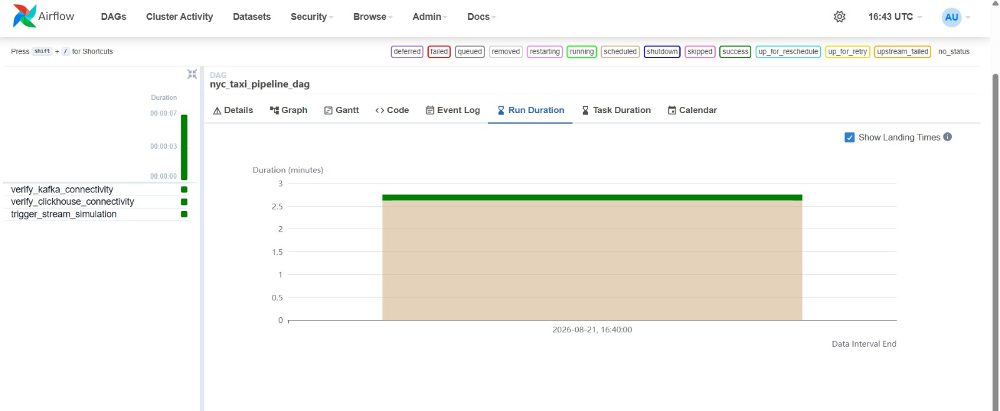 Airflow DAGs Cluster Activity Datasets Security Browse Admin Docs 16:43 UTC AU
Press shift + / for Shortcuts deferred failed queued removed restarting running scheduled shutdown skipped success up_for_reschedule up_for_retry upstream_failed no_status
DAG
nyc_taxi_pipeline_dag
Duration
00:00:07
00:00:03
00:00:00
verify_kafka_connectivity
verify_clickhouse_connectivity
trigger_stream_simulation
Details Graph Gantt <> Code Event Log Run Duration Task Duration Calendar
Show Landing Times
Duration (minutes)
3
2.5
2
1.5
1
0.5
0
2026-08-21, 16:40:00
Data Interval End